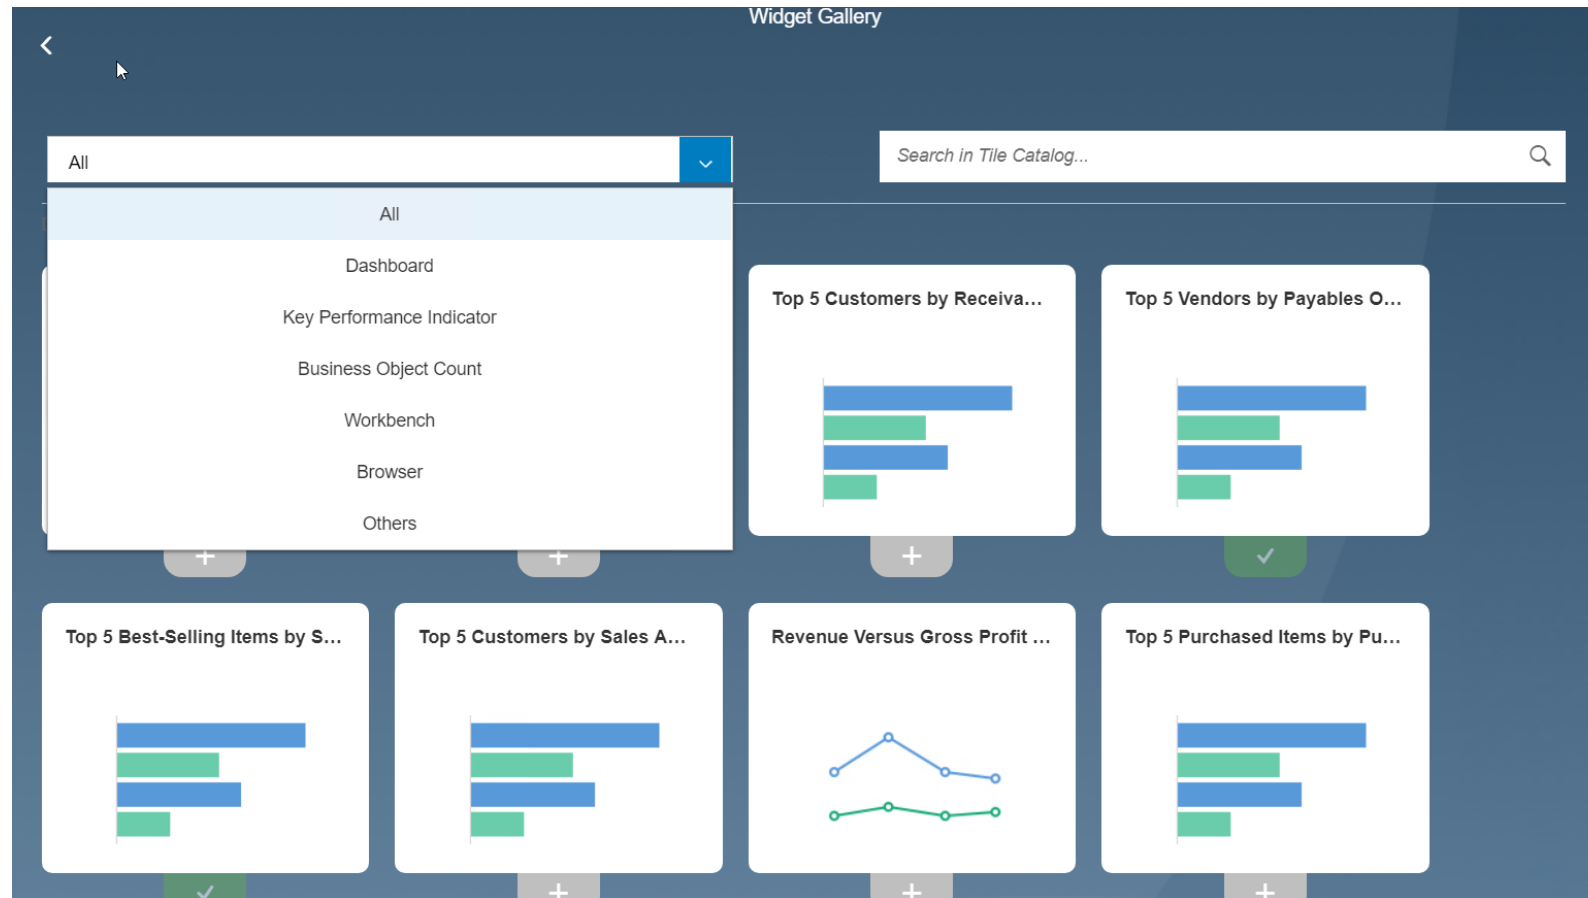 Widget Gallery
All
Search in Tile Catalog...
All
Dashboard
Key Performance Indicator
Business Object Count
Workbench
Browser
Others
Top 5 Customers by Receiva...
Top 5 Vendors by Payables O...
Top 5 Best-Selling Items by S...
Top 5 Customers by Sales A...
Revenue Versus Gross Profit ...
Top 5 Purchased Items by Pu...